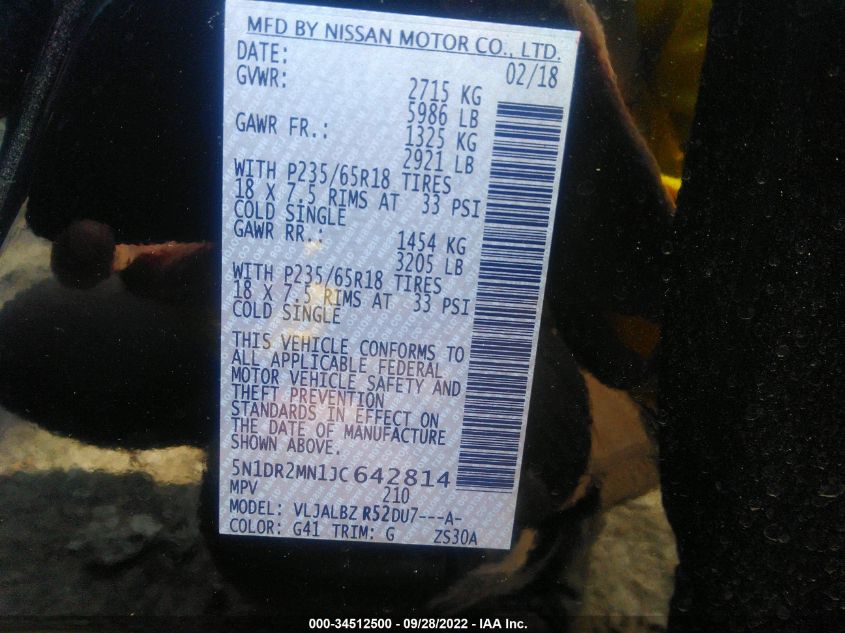 MFD BY NISSAN MOTOR CO., LTD.
DATE: 02/18
GVWR: 2715 KG
5986 LB
GAWR FR.: 1325 KG
2921 LB
WITH P235/65R18 TIRES
18 X 7.5 RIMS AT 33 PSI
COLD SINGLE
GAWR RR.: 1454 KG
3205 LB
WITH P235/65R18 TIRES
18 X 7.5 RIMS AT 33 PSI
COLD SINGLE
THIS VEHICLE CONFORMS TO
ALL APPLICABLE FEDERAL
MOTOR VEHICLE SAFETY AND
THEFT PREVENTION
STANDARDS IN EFFECT ON
THE DATE OF MANUFACTURE
SHOWN ABOVE.
5N1DR2MN1JC642814
MPV 210
MODEL: VLJALBZ R52DU7---A-
COLOR: G41 TRIM: G ZS30A
000-34512500 - 09/28/2022 - IAA Inc.